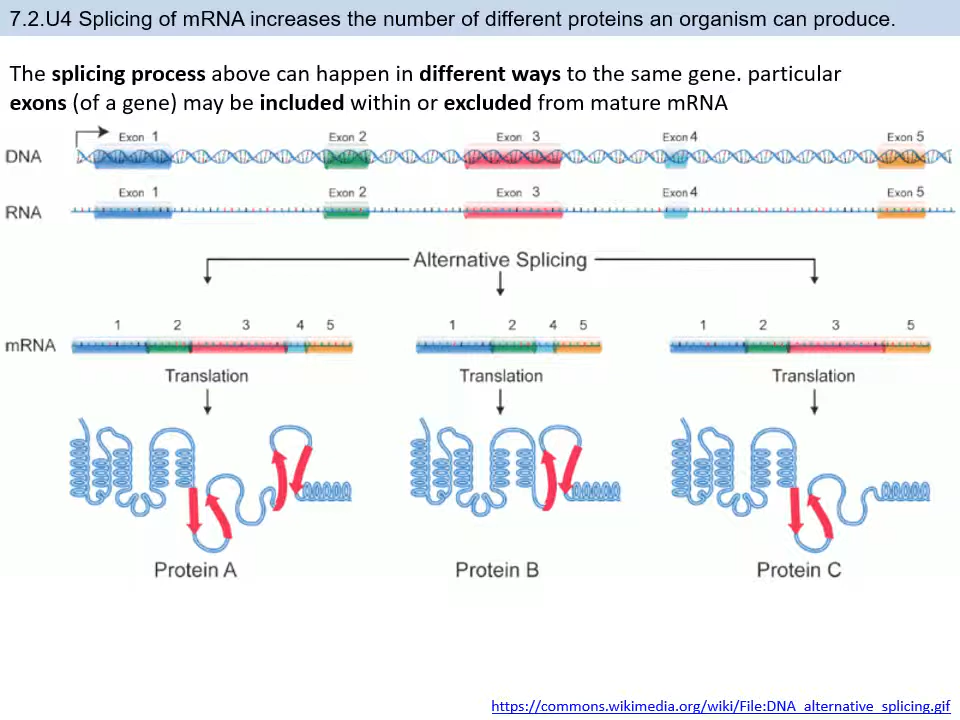 7.2.U4 Splicing of mRNA increases the number of different proteins an organism can produce.
The splicing process above can happen in different ways to the same gene. particular
exons (of a gene) may be included within or excluded from mature mRNA
Exon 1 Exon 2 Exon 3 Exon 4 Exon 5
DNA
Exon 1 Exon 2 Exon 3 Exon 4 Exon 5
RNA
Alternative Splicing
1 2 3 4 5 1 2 4 5 1 2 3 5
mRNA
Translation Translation Translation
Protein A Protein B Protein C
https://commons.wikimedia.org/wiki/File:DNA_alternative_splicing.gif